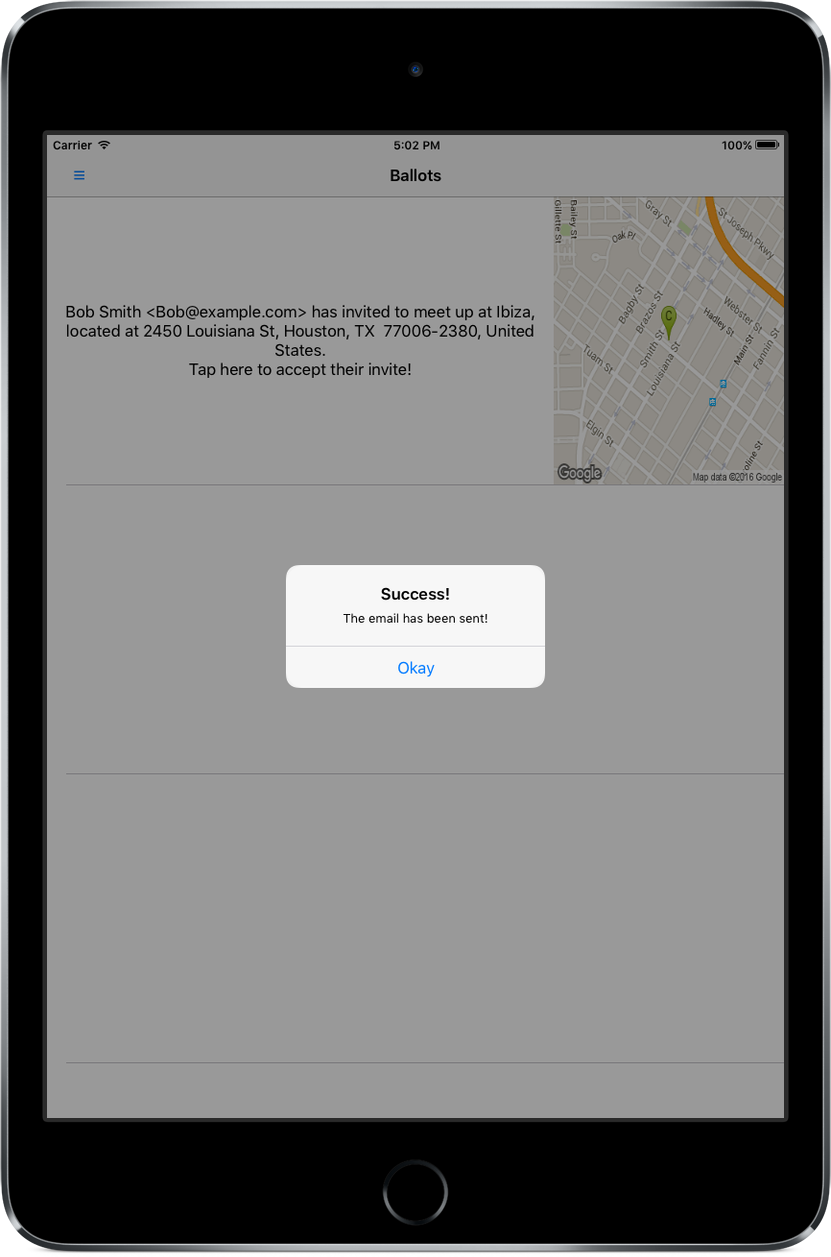 Carrier 5:02 PM 100%
Ballots
Bob Smith <Bob@example.com> has invited to meet up at Ibiza,
located at 2450 Louisiana St, Houston, TX  77006-2380, United
States.
Tap here to accept their invite!
Gillette St
Bailey St
Oak Pl
Gray St
St Joseph Pkwy
Bagby St
Brazos St
C
Webster St
Hadley St
Smith St
Main St
Fannin St
Tuam St
Louisiana St
Elgin St
oline St
Google
Map data ©2016 Google
Success!
The email has been sent!
Okay